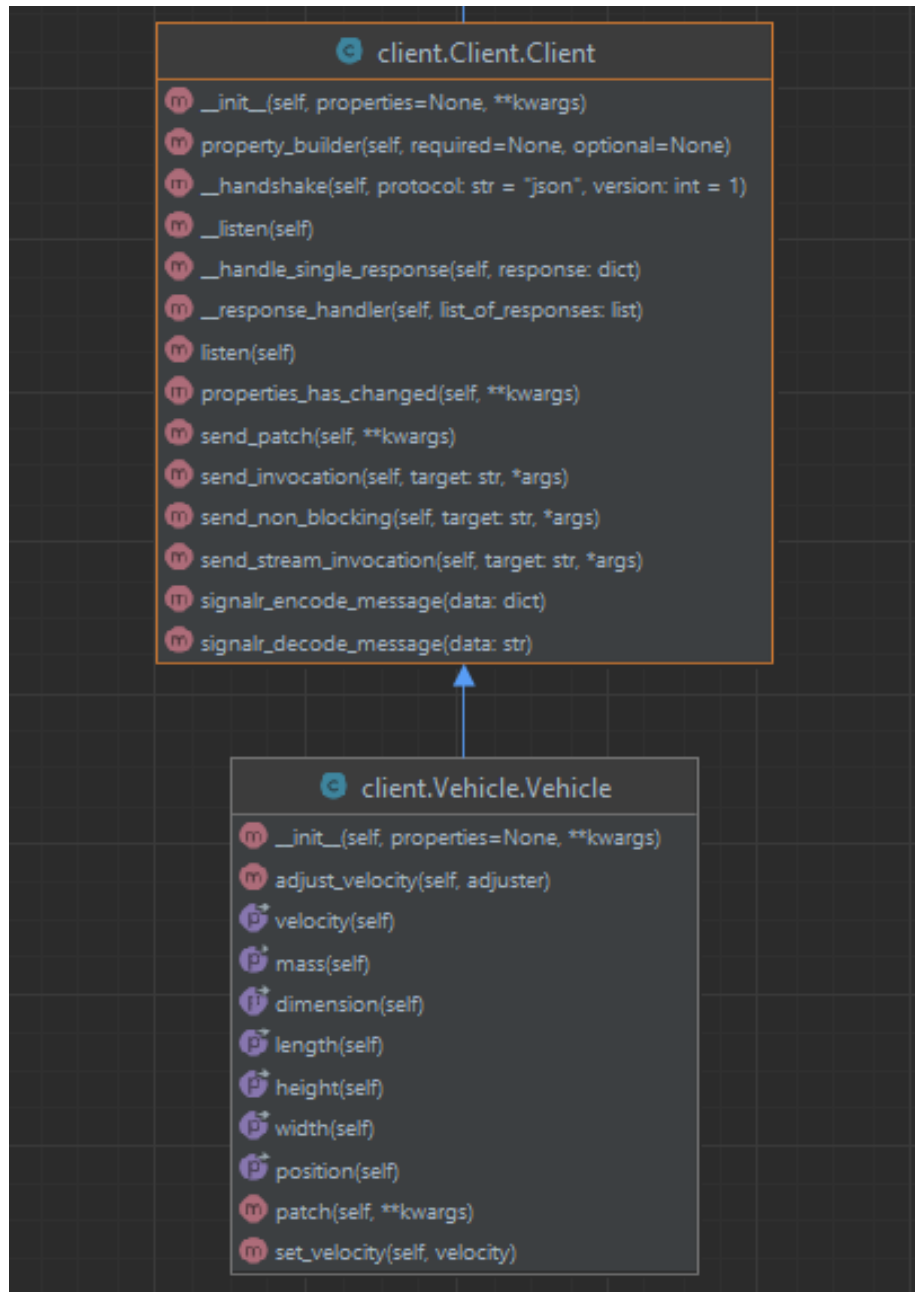 client.Client.Client
__init__(self, properties=None, **kwargs)
property_builder(self, required=None, optional=None)
__handshake(self, protocol: str = "json", version: int = 1)
__listen(self)
__handle_single_response(self, response: dict)
__response_handler(self, list_of_responses: list)
listen(self)
properties_has_changed(self, **kwargs)
send_patch(self, **kwargs)
send_invocation(self, target: str, *args)
send_non_blocking(self, target: str, *args)
send_stream_invocation(self, target: str, *args)
signalr_encode_message(data: dict)
signalr_decode_message(data: str)
client.Vehicle.Vehicle
__init__(self, properties=None, **kwargs)
adjust_velocity(self, adjuster)
velocity(self)
mass(self)
dimension(self)
length(self)
height(self)
width(self)
position(self)
patch(self, **kwargs)
set_velocity(self, velocity)